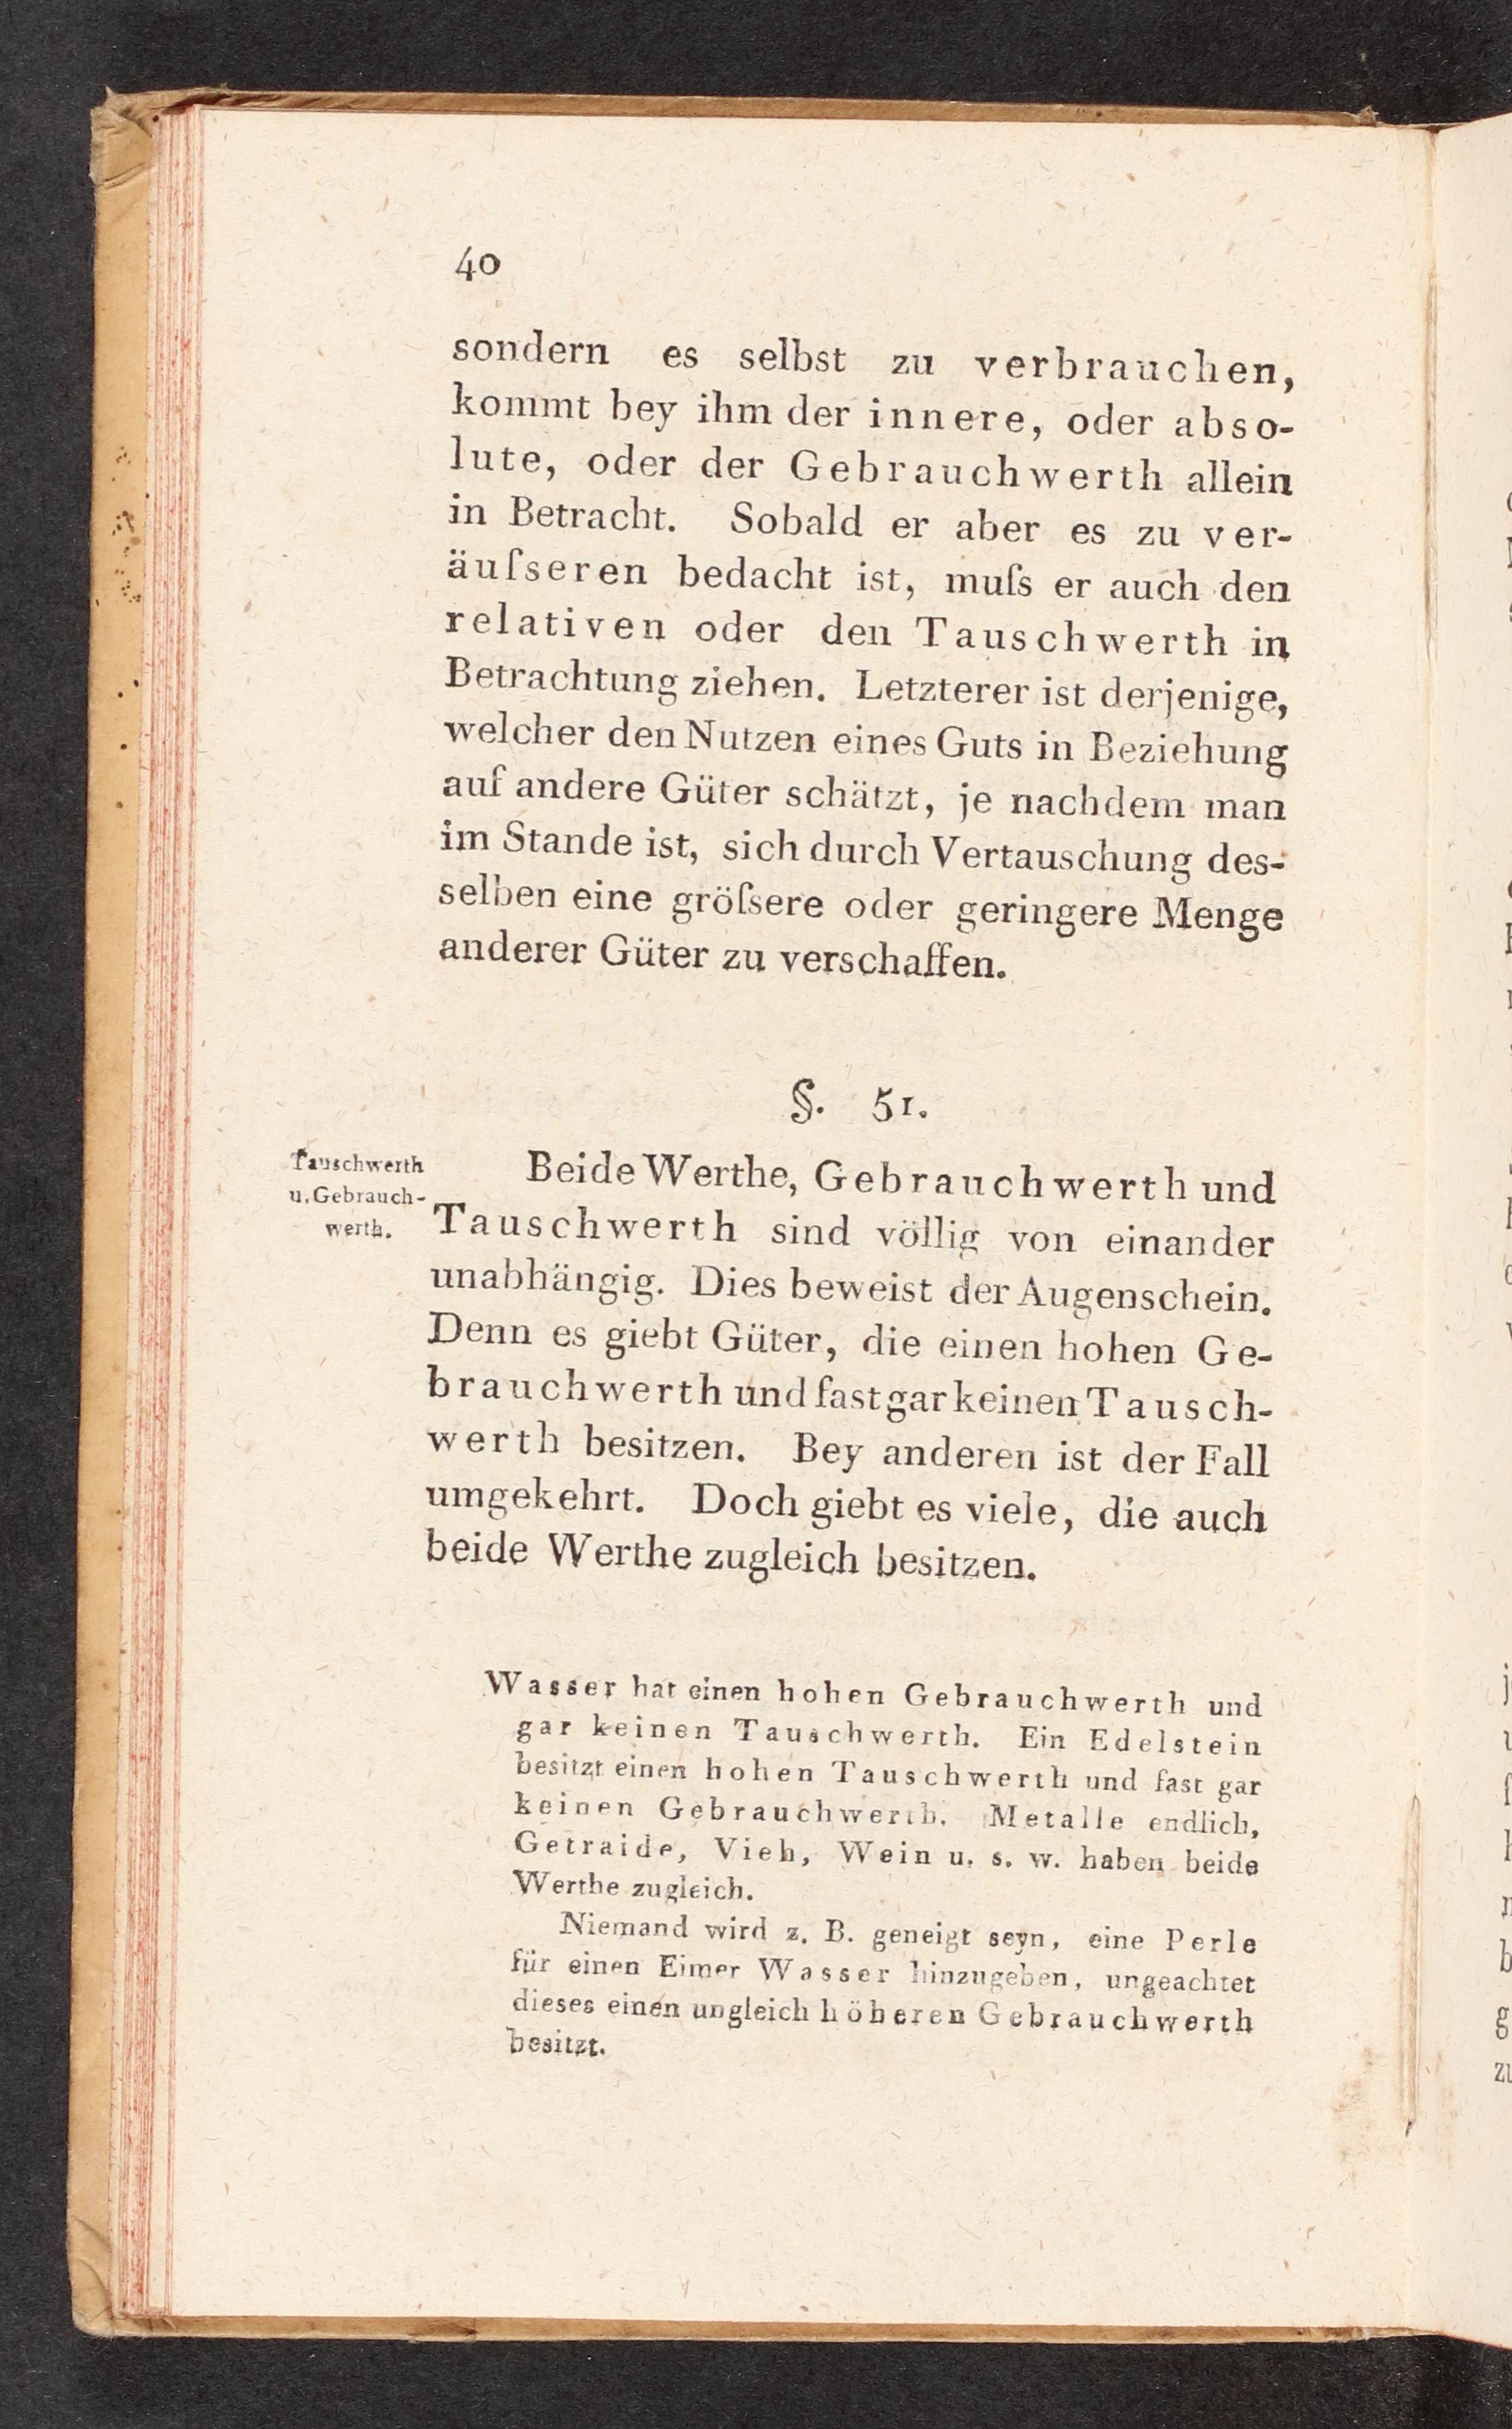 40
sondern es selbst zu verbrauchen,
kommt bey ihm der innere, oder abso-
lute, oder der Gebrauchwerth allein
in Betracht. Sobald er aber es zu ver-
äuſseren bedacht ist, muſs er auch den
relativen oder den Tauschwerth in
Betrachtung ziehen. Letzterer ist derjenige,
welcher den Nutzen eines Guts in Beziehung
auf andere Güter schätzt, je nachdem man
im Stande ist, sich durch Vertauschung des-
selben eine gröſsere oder geringere Menge
anderer Güter zu verschaffen.
§. 51.
Tauschwerth
u. Gebrauch-
werth.
Beide Werthe, Gebrauchwerth und
Tauschwerth sind völlig von einander
unabhängig. Dies beweist der Augenschein.
Denn es giebt Güter, die einen hohen Ge-
brauchwerth und fast gar keinen Tausch-
werth besitzen. Bey anderen ist der Fall
umgekehrt. Doch giebt es viele, die auch
beide Werthe zugleich besitzen.
Wasser hat einen hohen Gebrauchwerth und
gar keinen Tauschwerth. Ein Edelstein
besitzt einen hohen Tauschwerth und fast gar
keinen Gebrauchwerth. Metalle endlich,
Getraide, Vieh, Wein u. s. w. haben beide
Werthe zugleich.
Niemand wird z. B. geneigt seyn, eine Perle
für einen Eimer Wasser hinzugeben, ungeachtet
dieses einen ungleich höheren Gebrauchwerth
besitzt.